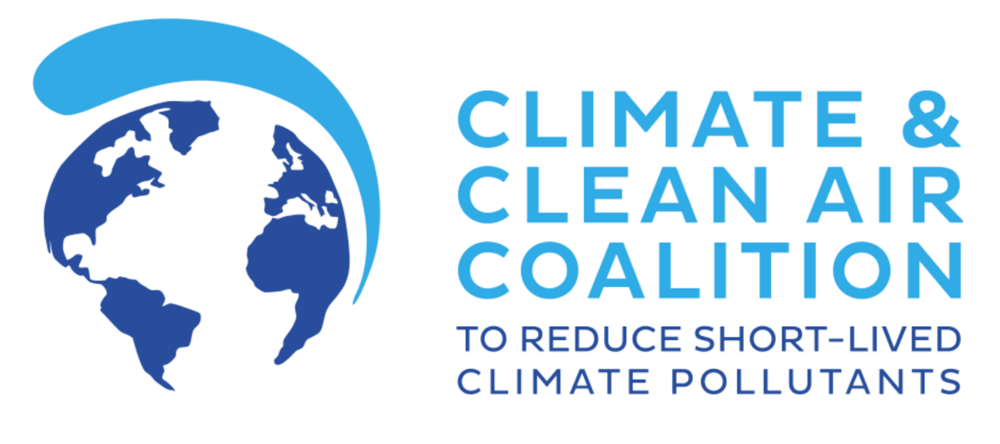 CLIMATE &
CLEAN AIR
COALITION
TO REDUCE SHORT-LIVED
CLIMATE POLLUTANTS